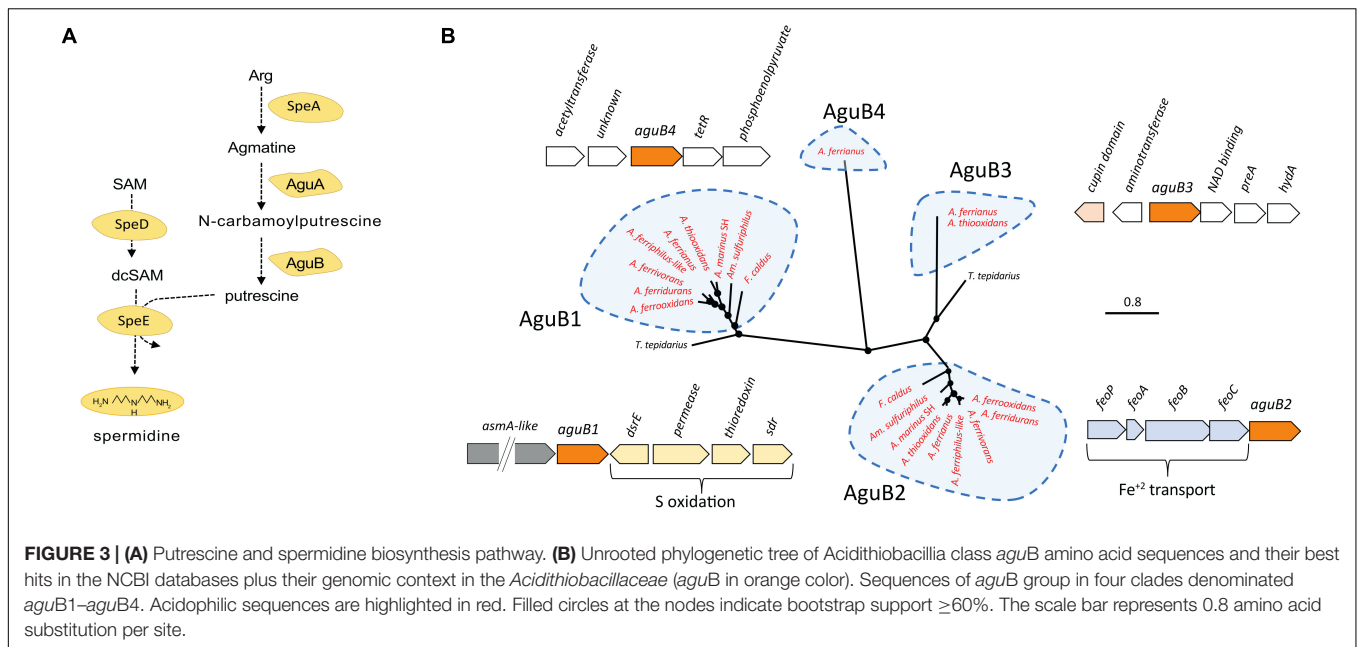 A
Arg
SpeA
Agmatine
AguA
N-carbamoylputrescine
AguB
putrescine
SAM
SpeD
dcSAM
SpeE
H₂N N H NH₂
spermidine
B
acetyltransferase
unknown
aguB4
tetR
phosphoenolpyruvate
AguB4
A. ferrianus
AguB3
A. ferrianus
A. thiooxidans
T. tepidarius
cupin domain
aminotransferase
aguB3
NAD binding
preA
hydA
0.8
AguB1
A. ferrooxidans
A. ferridurans
A. ferrivorans
A. ferriphilus-like
A. ferrianus
A. thiooxidans
A. marinus SH
Am. sulfuriphilus
F. caldus
T. tepidarius
asmA-like
aguB1
dsrE
permease
thioredoxin
sdr
S oxidation
AguB2
F. caldus
Am. sulfuriphilus
A. marinus SH
A. thiooxidans
A. ferrianus
A. ferriphilus-like
A. ferrivorans
A. ferridurans
A. ferrooxidans
feoP
feoA
feoB
feoC
aguB2
Fe⁺² transport
FIGURE 3 | (A) Putrescine and spermidine biosynthesis pathway. (B) Unrooted phylogenetic tree of Acidithiobacillia class aguB amino acid sequences and their best
hits in the NCBI databases plus their genomic context in the Acidithiobacillaceae (aguB in orange color). Sequences of aguB group in four clades denominated
aguB1–aguB4. Acidophilic sequences are highlighted in red. Filled circles at the nodes indicate bootstrap support ≥60%. The scale bar represents 0.8 amino acid
substitution per site.